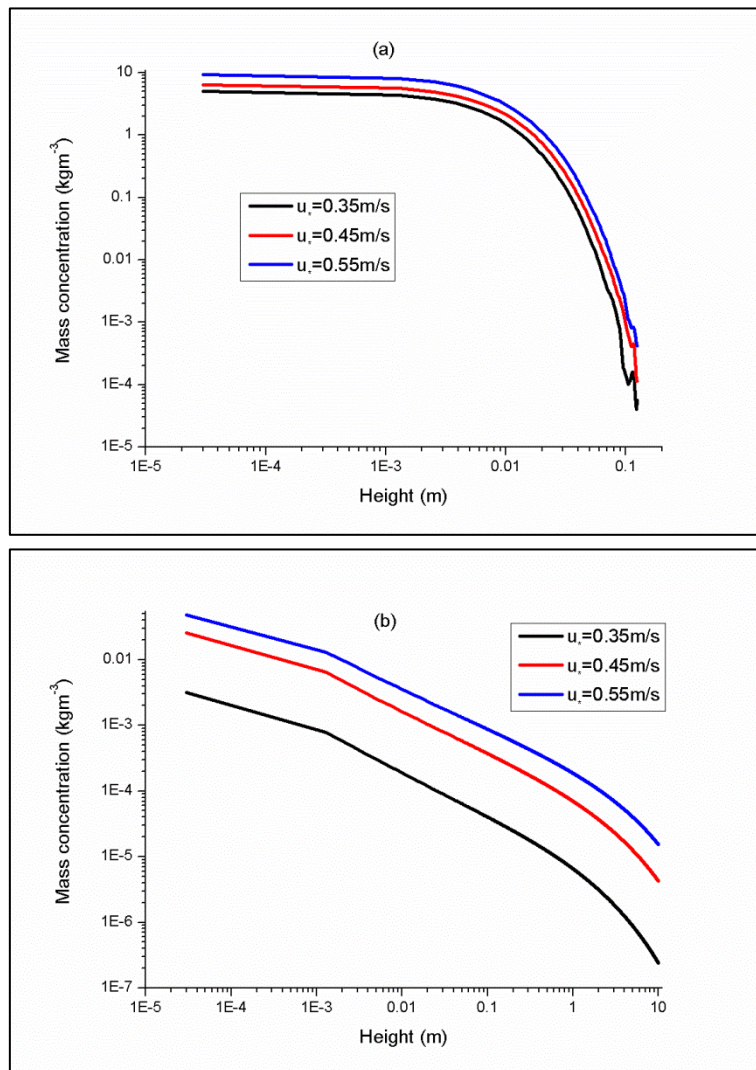 (a)
10
1
0.1
0.01
1E-3
1E-4
1E-5
Mass concentration (kgm⁻³)
u*=0.35m/s
u*=0.45m/s
u*=0.55m/s
1E-5 1E-4 1E-3 0.01 0.1
Height (m)
(b)
0.01
1E-3
1E-4
1E-5
1E-6
1E-7
Mass concentration (kgm⁻³)
u*=0.35m/s
u*=0.45m/s
u*=0.55m/s
1E-5 1E-4 1E-3 0.01 0.1 1 10
Height (m)